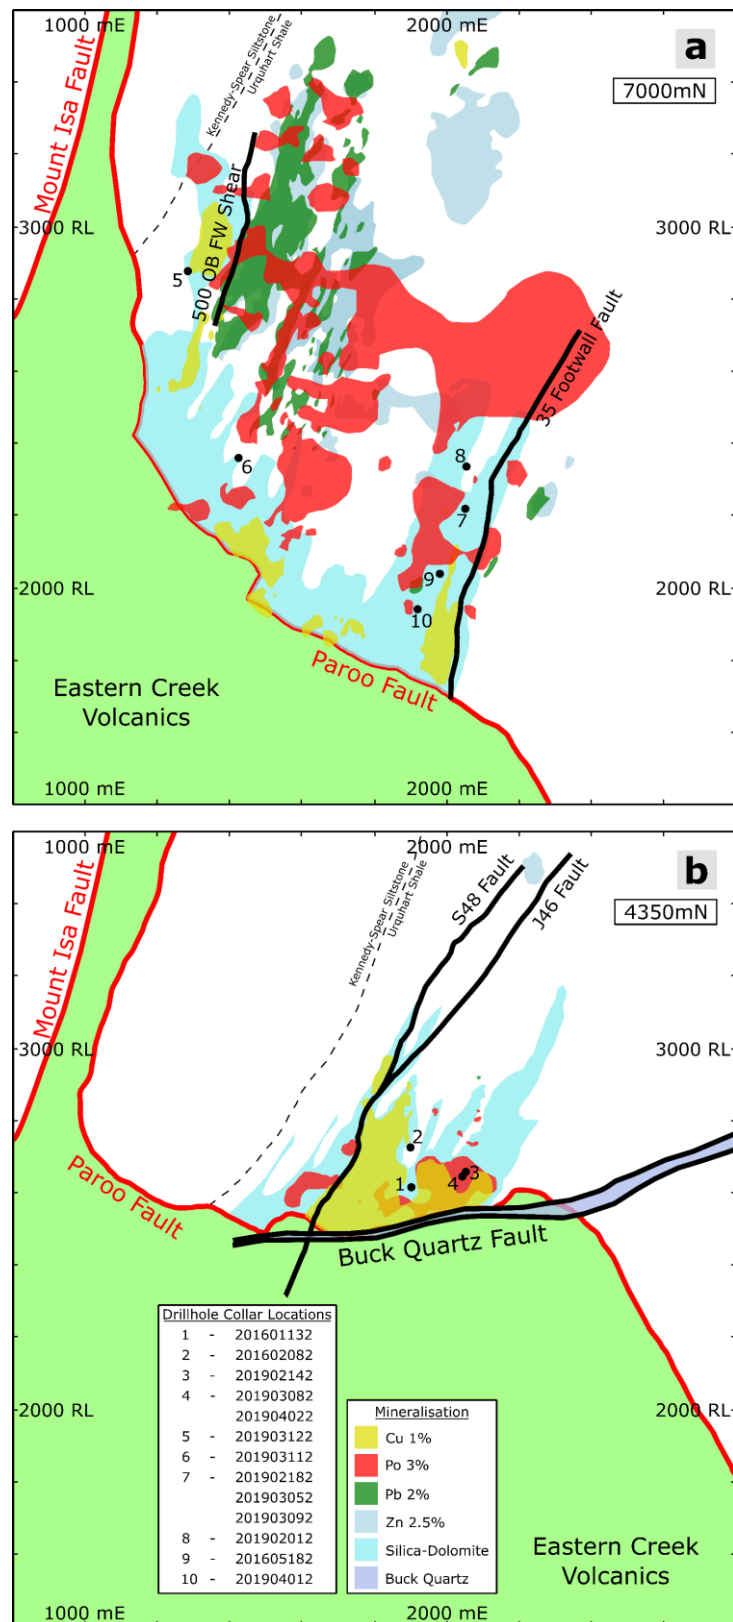 1000 mE
2000 mE
a
7000mN
Mount Isa Fault
Kennedy-Spear Siltstone
Urquhart Shale
3000 RL
500 OB FW Shear
5
35 Footwall Fault
8
6
7
2000 RL
9
10
Paroo Fault
Eastern Creek
Volcanics
1000 mE
2000 mE
1000 mE
2000 mE
b
4350mN
Mount Isa Fault
Kennedy-Spear Siltstone
Urquhart Shale
S48 Fault
J46 Fault
3000 RL
3000 RL
2
1
4
3
Paroo Fault
Buck Quartz Fault
Drillhole Collar Locations
1 - 201601132
2 - 201602082
3 - 201902142
4 - 201903082
201904022
5 - 201903122
6 - 201903112
7 - 201902182
201903052
201903092
8 - 201902012
9 - 201605182
10 - 201904012
Mineralisation
Cu 1%
Po 3%
Pb 2%
Zn 2.5%
Silica-Dolomite
Buck Quartz
2000 RL
2000 RL
Eastern Creek
Volcanics
1000 mE
2000 mE